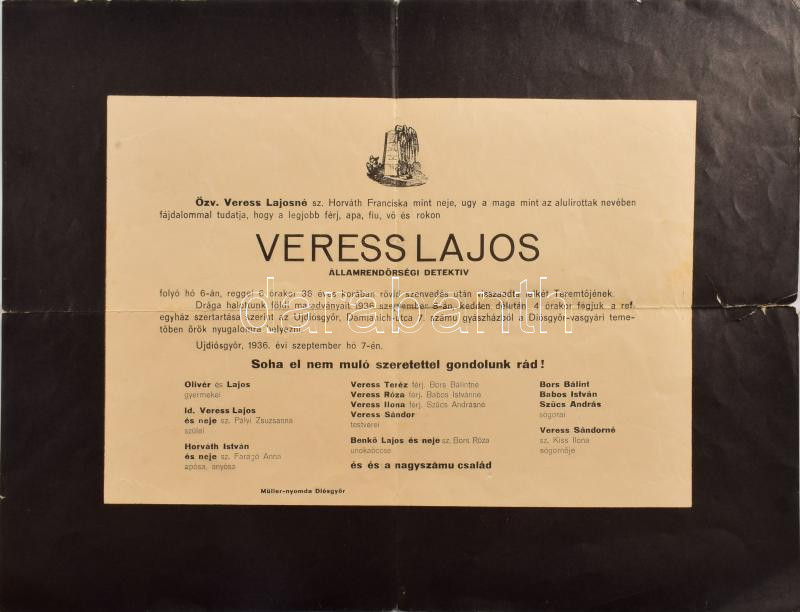 Özv. Veress Lajosné sz. Horváth Franciska mint neje, ugy a maga mint az alulirottak nevében
fájdalommal tudatja, hogy a legjobb férj, apa, fiu, vő és rokon
VERESS LAJOS
ÁLLAMRENDŐRSÉGI DETEKTIV
folyó hó 6-án, reggel 6 órakor 36 éves korában rövid szenvedés után visszaadta lelkét Teremtőjének.
Drága halottunk földi maradványait 1936 szeptember 8-án kedden délután 4 órakor fogjuk a ref.
egyház szertartása szerint az Ujdiósgyőr, Damjanich-utca 7. számu gyászházból a Diósgyőr-vasgyári teme-
tőben örök nyugalomra helyezni.
Ujdiósgyőr, 1936. évi szeptember hó 7-én.
Soha el nem muló szeretettel gondolunk rád!
Olivér és Lajos
gyermekei
id. Veress Lajos
és neje sz. Pályi Zsuzsanna
szülei
Horváth István
és neje sz. Faragó Anna
apósa, anyósa
Veress Teréz férj. Bors Bálintné
Veress Róza férj. Babos Istvánné
Veress Ilona férj. Szücs Andrásné
Veress Sándor
testvérei
Benkő Lajos és neje sz. Bors Róza
unokaöccse
és és a nagyszámu család
Bors Bálint
Babos István
Szücs András
sógorai
Veress Sándorné
sz. Kiss Ilona
sógornője
Müller-nyomda Diósgyőr
darabanth